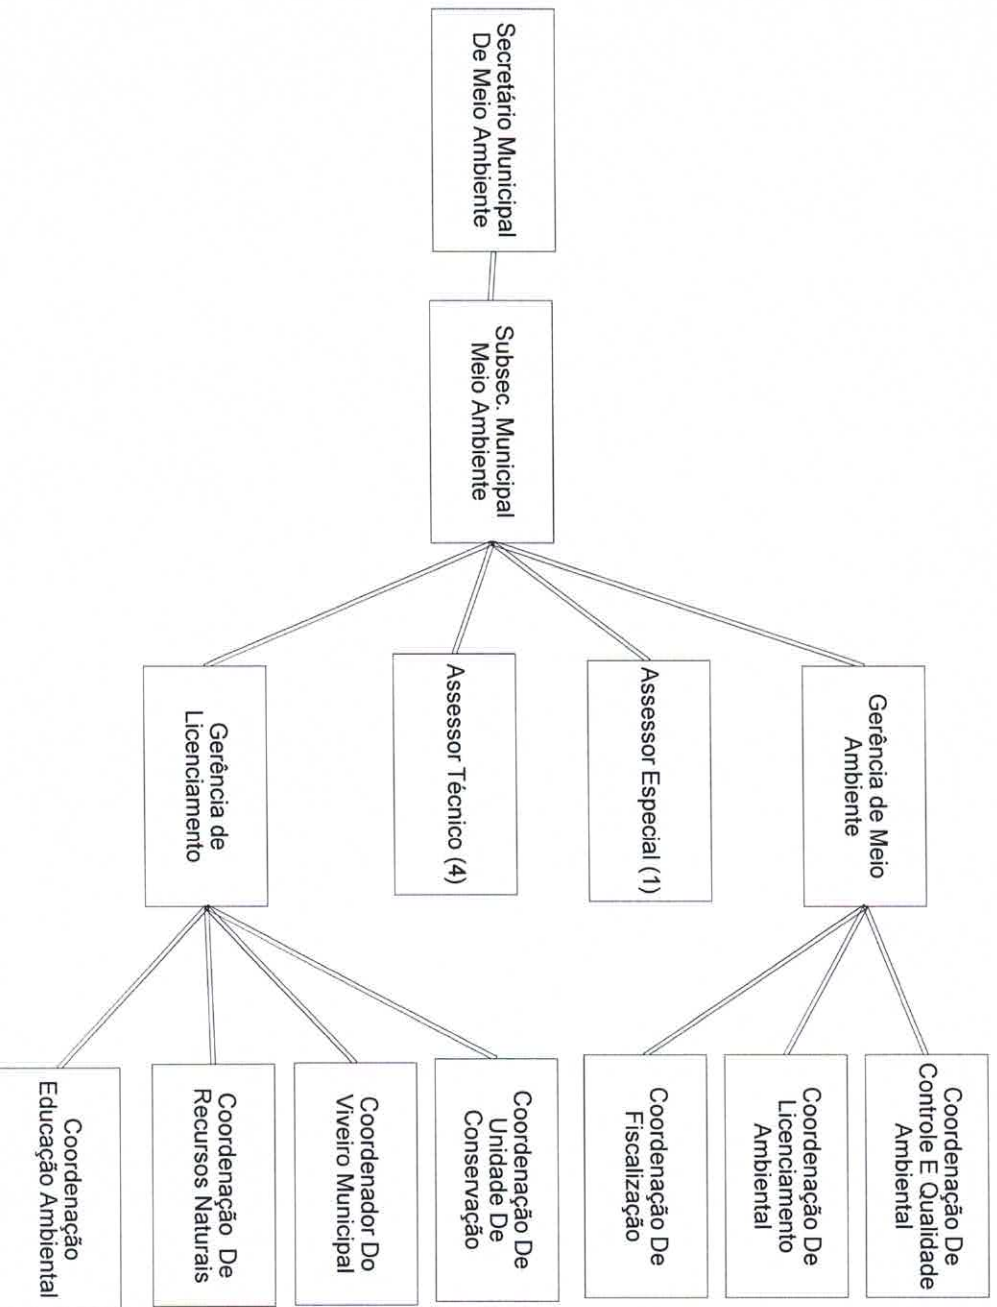 Secretário Municipal
De Meio Ambiente
Subsec. Municipal
Meio Ambiente
Gerência de Meio
Ambiente
Assessor Especial (1)
Assessor Técnico (4)
Gerência de
Licenciamento
Coordenação De
Controle E Qualidade
Ambiental
Coordenação De
Licenciamento
Ambiental
Coordenação De
Fiscalização
Coordenação De
Unidade De
Conservação
Coordenador Do
Viveiro Municipal
Coordenação De
Recursos Naturais
Coordenação
Educação Ambiental